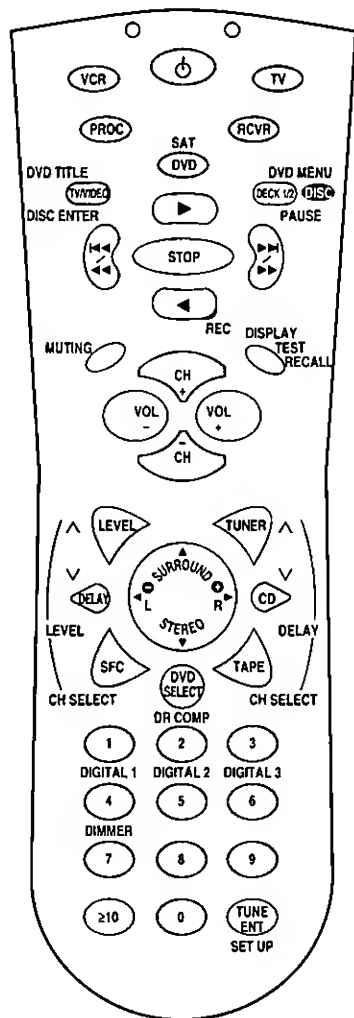 VCR TV
PROC RCVR
SAT
DVD
DVD TITLE DVD MENU
TV/VIDEO DECK 1/2 DISC
DISC ENTER PAUSE
STOP
REC
MUTING DISPLAY
TEST
RECALL
CH
+
VOL VOL
– +
–
CH
LEVEL TUNER
SURROUND
DELAY L R CD
LEVEL STEREO DELAY
SFC DVD TAPE
SELECT
CH SELECT CH SELECT
DR COMP
1 2 3
DIGITAL 1 DIGITAL 2 DIGITAL 3
4 5 6
DIMMER
7 8 9
≥10 0 TUNE
ENT
SET UP